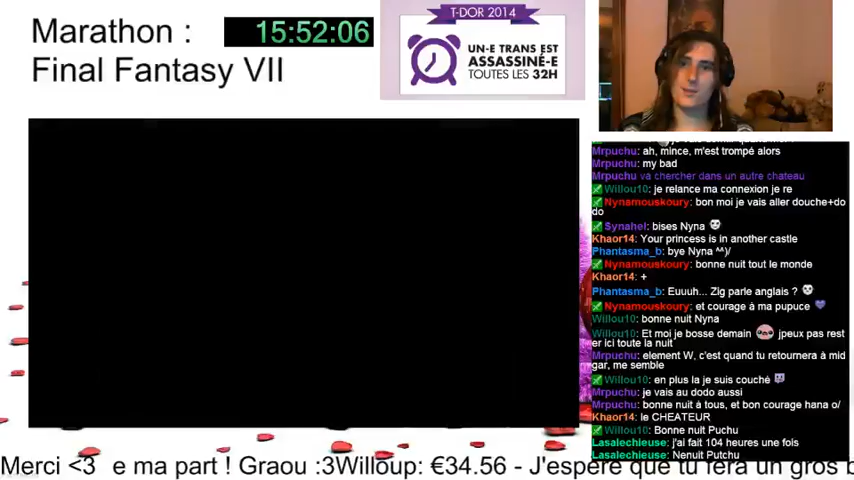 Marathon :
Final Fantasy VII
15:52:06
T-DOR 2014
UN-E TRANS EST
ASSASSINÉ-E
TOUTES LES 32H
Mrpuchu: ah, mince, m'est trompé alors
Mrpuchu: my bad
Mrpuchu va chercher dans un autre chateau
Willou10: je relance ma connexion je re
Nynamouskoury: bon moi je vais aller douche+do
do
Synahel: bises Nyna
Khaor14: Your princess is in another castle
Phantasma_b: bye Nyna ^^)/
Nynamouskoury: bonne nuit tout le monde
Khaor14: +
Phantasma_b: Euuuh... Zig parle anglais ?
Nynamouskoury: et courage à ma pupuce
Willou10: bonne nuit Nyna
Willou10: Et moi je bosse demain jpeux pas rest
er ici toute la nuit
Mrpuchu: element W, c'est quand tu retournera à mid
gar, me semble
Willou10: en plus la je suis couché
Mrpuchu: je vais au dodo aussi
Mrpuchu: bonne nuit à tous, et bon courage hana o/
Khaor14: le CHEATEUR
Willou10: Bonne nuit Puchu
Lasalechieuse: j'ai fait 104 heures une fois
Lasalechieuse: Nenuit Putchu
Merci <3 e ma part ! Graou :3Willoup: €34.56 - J'espère que tu fera un gros b